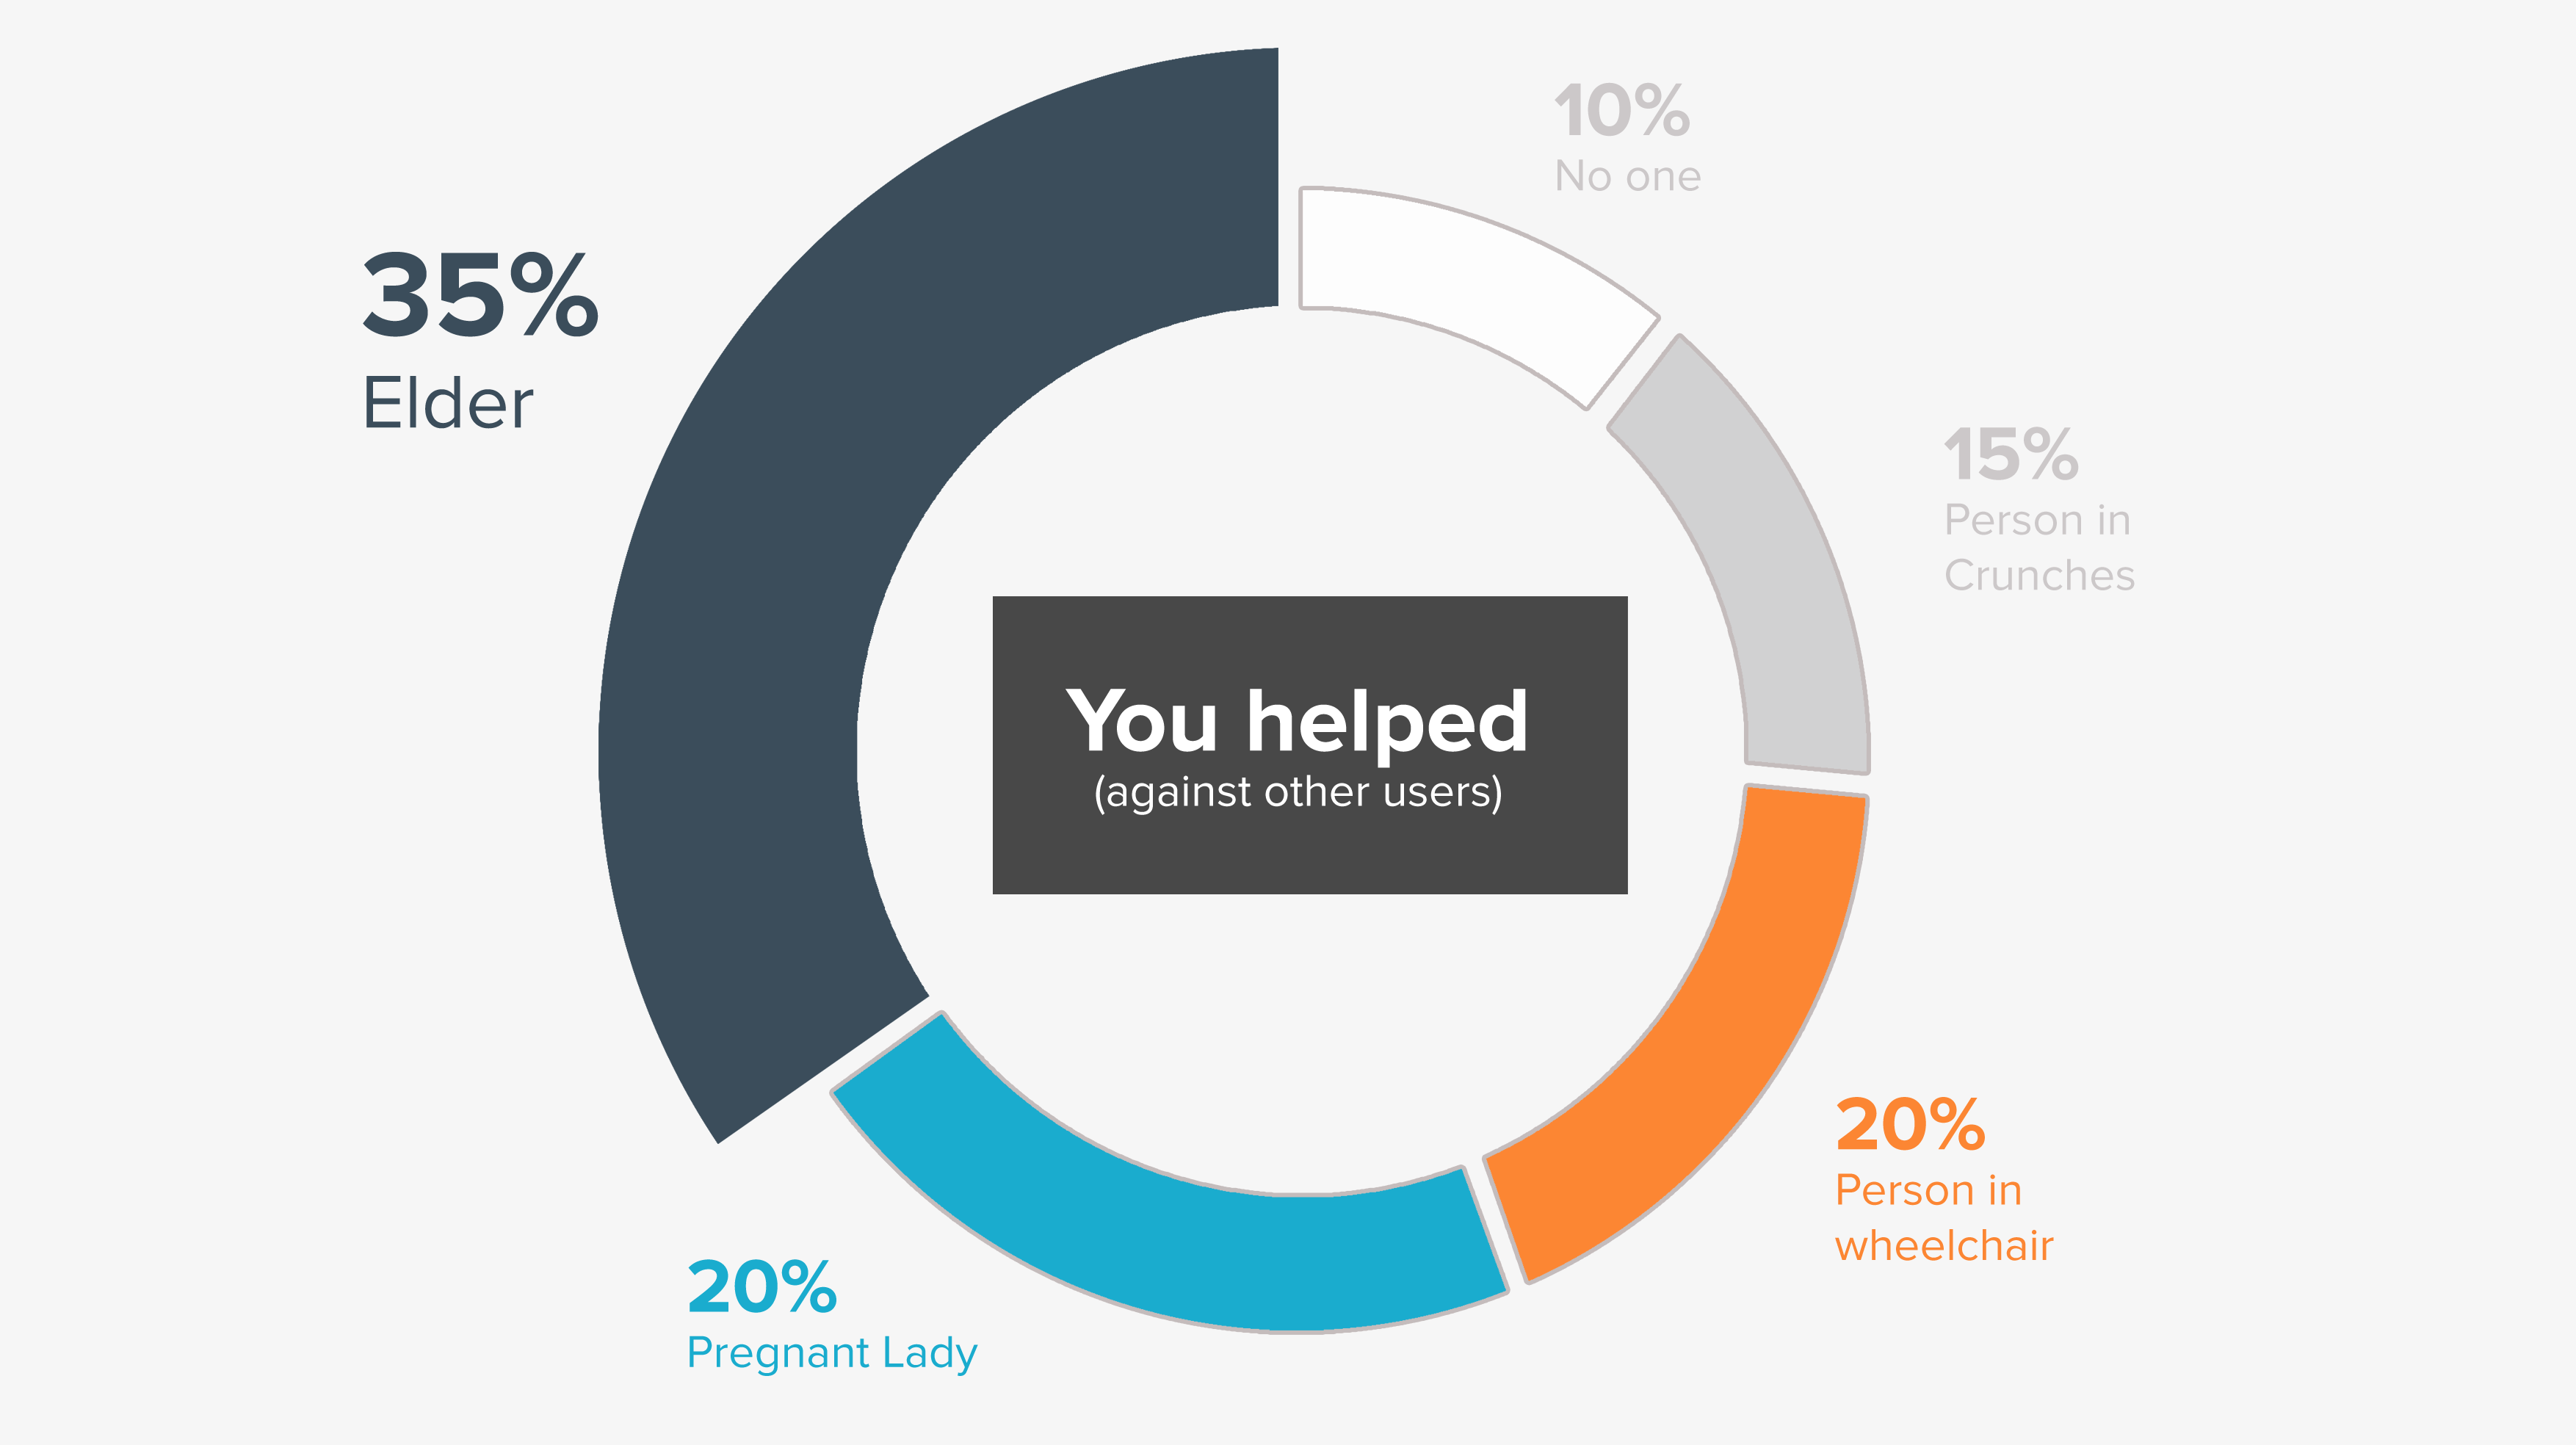 10%
No one
35%
Elder
15%
Person in
Crunches
You helped
(against other users)
20%
Person in
wheelchair
20%
Pregnant Lady